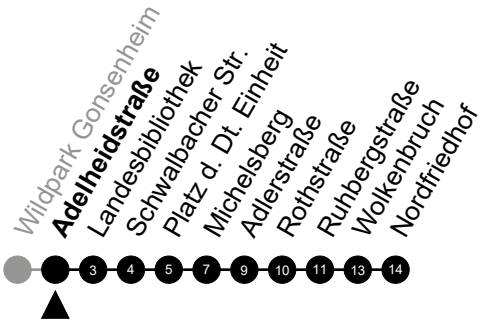 Wildpark Gonsenheim
Adelheidstraße
Landesbibliothek
Schwalbacher Str.
Platz d. Dt. Einheit
Michelsberg
Adlerstraße
Rothstraße
Ruhbergstraße
Wolkenbruch
Nordfriedhof
3 4 5 7 9 10 11 13 14